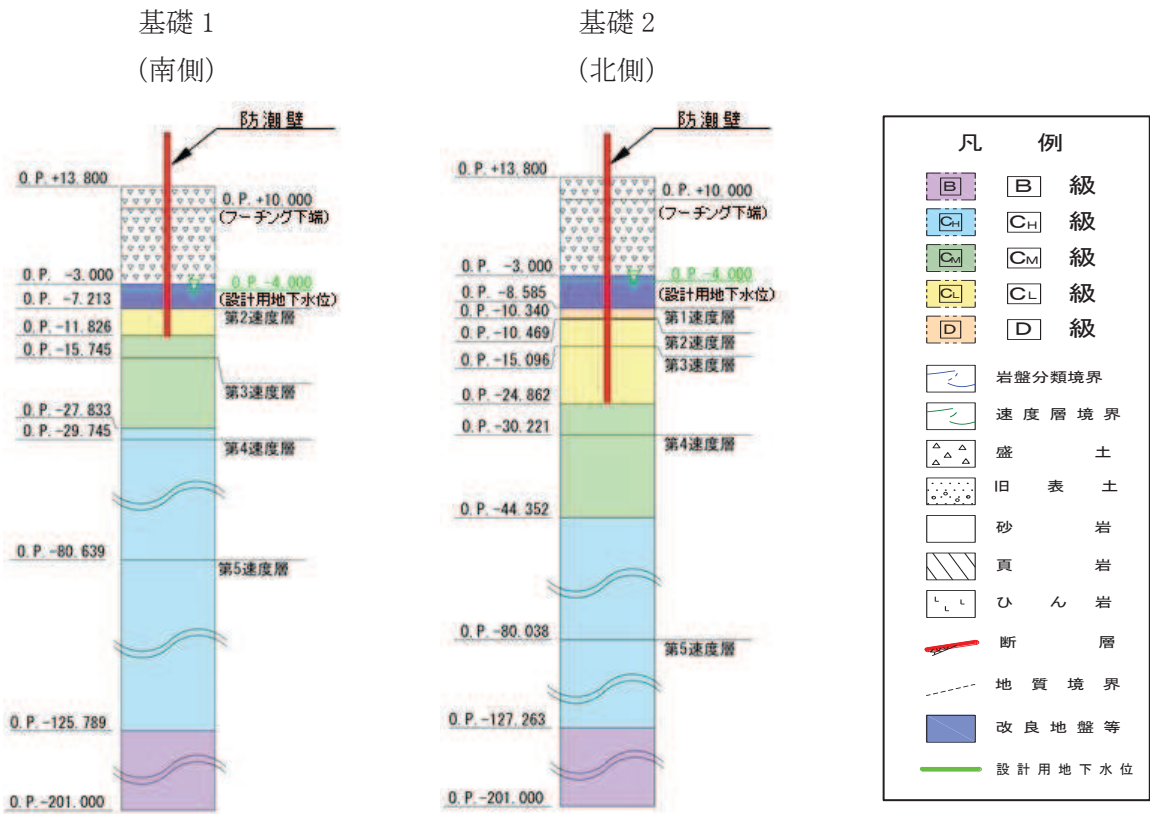 基礎 1
(南側)
防潮壁
O.P. +13.800
O.P. +10.000
(フーチング下端)
O.P. -3.000
O.P. -4.000
(設計用地下水位)
O.P. -7.213
第2速度層
O.P. -11.826
O.P. -15.745
第3速度層
O.P. -27.833
O.P. -29.745
第4速度層
O.P. -80.639
第5速度層
O.P. -125.789
O.P. -201.000
基礎 2
(北側)
防潮壁
O.P. +13.800
O.P. +10.000
(フーチング下端)
O.P. -3.000
O.P. -4.000
(設計用地下水位)
O.P. -8.585
O.P. -10.340
第1速度層
O.P. -10.469
第2速度層
O.P. -15.096
第3速度層
O.P. -24.862
O.P. -30.221
第4速度層
O.P. -44.352
O.P. -80.038
第5速度層
O.P. -127.263
O.P. -201.000
凡 例
B B 級
CH CH 級
CM CM 級
CL CL 級
D D 級
岩盤分類境界
速度層境界
盛土
旧表土
砂岩
頁岩
ひん岩
断層
地質境界
改良地盤等
設計用地下水位